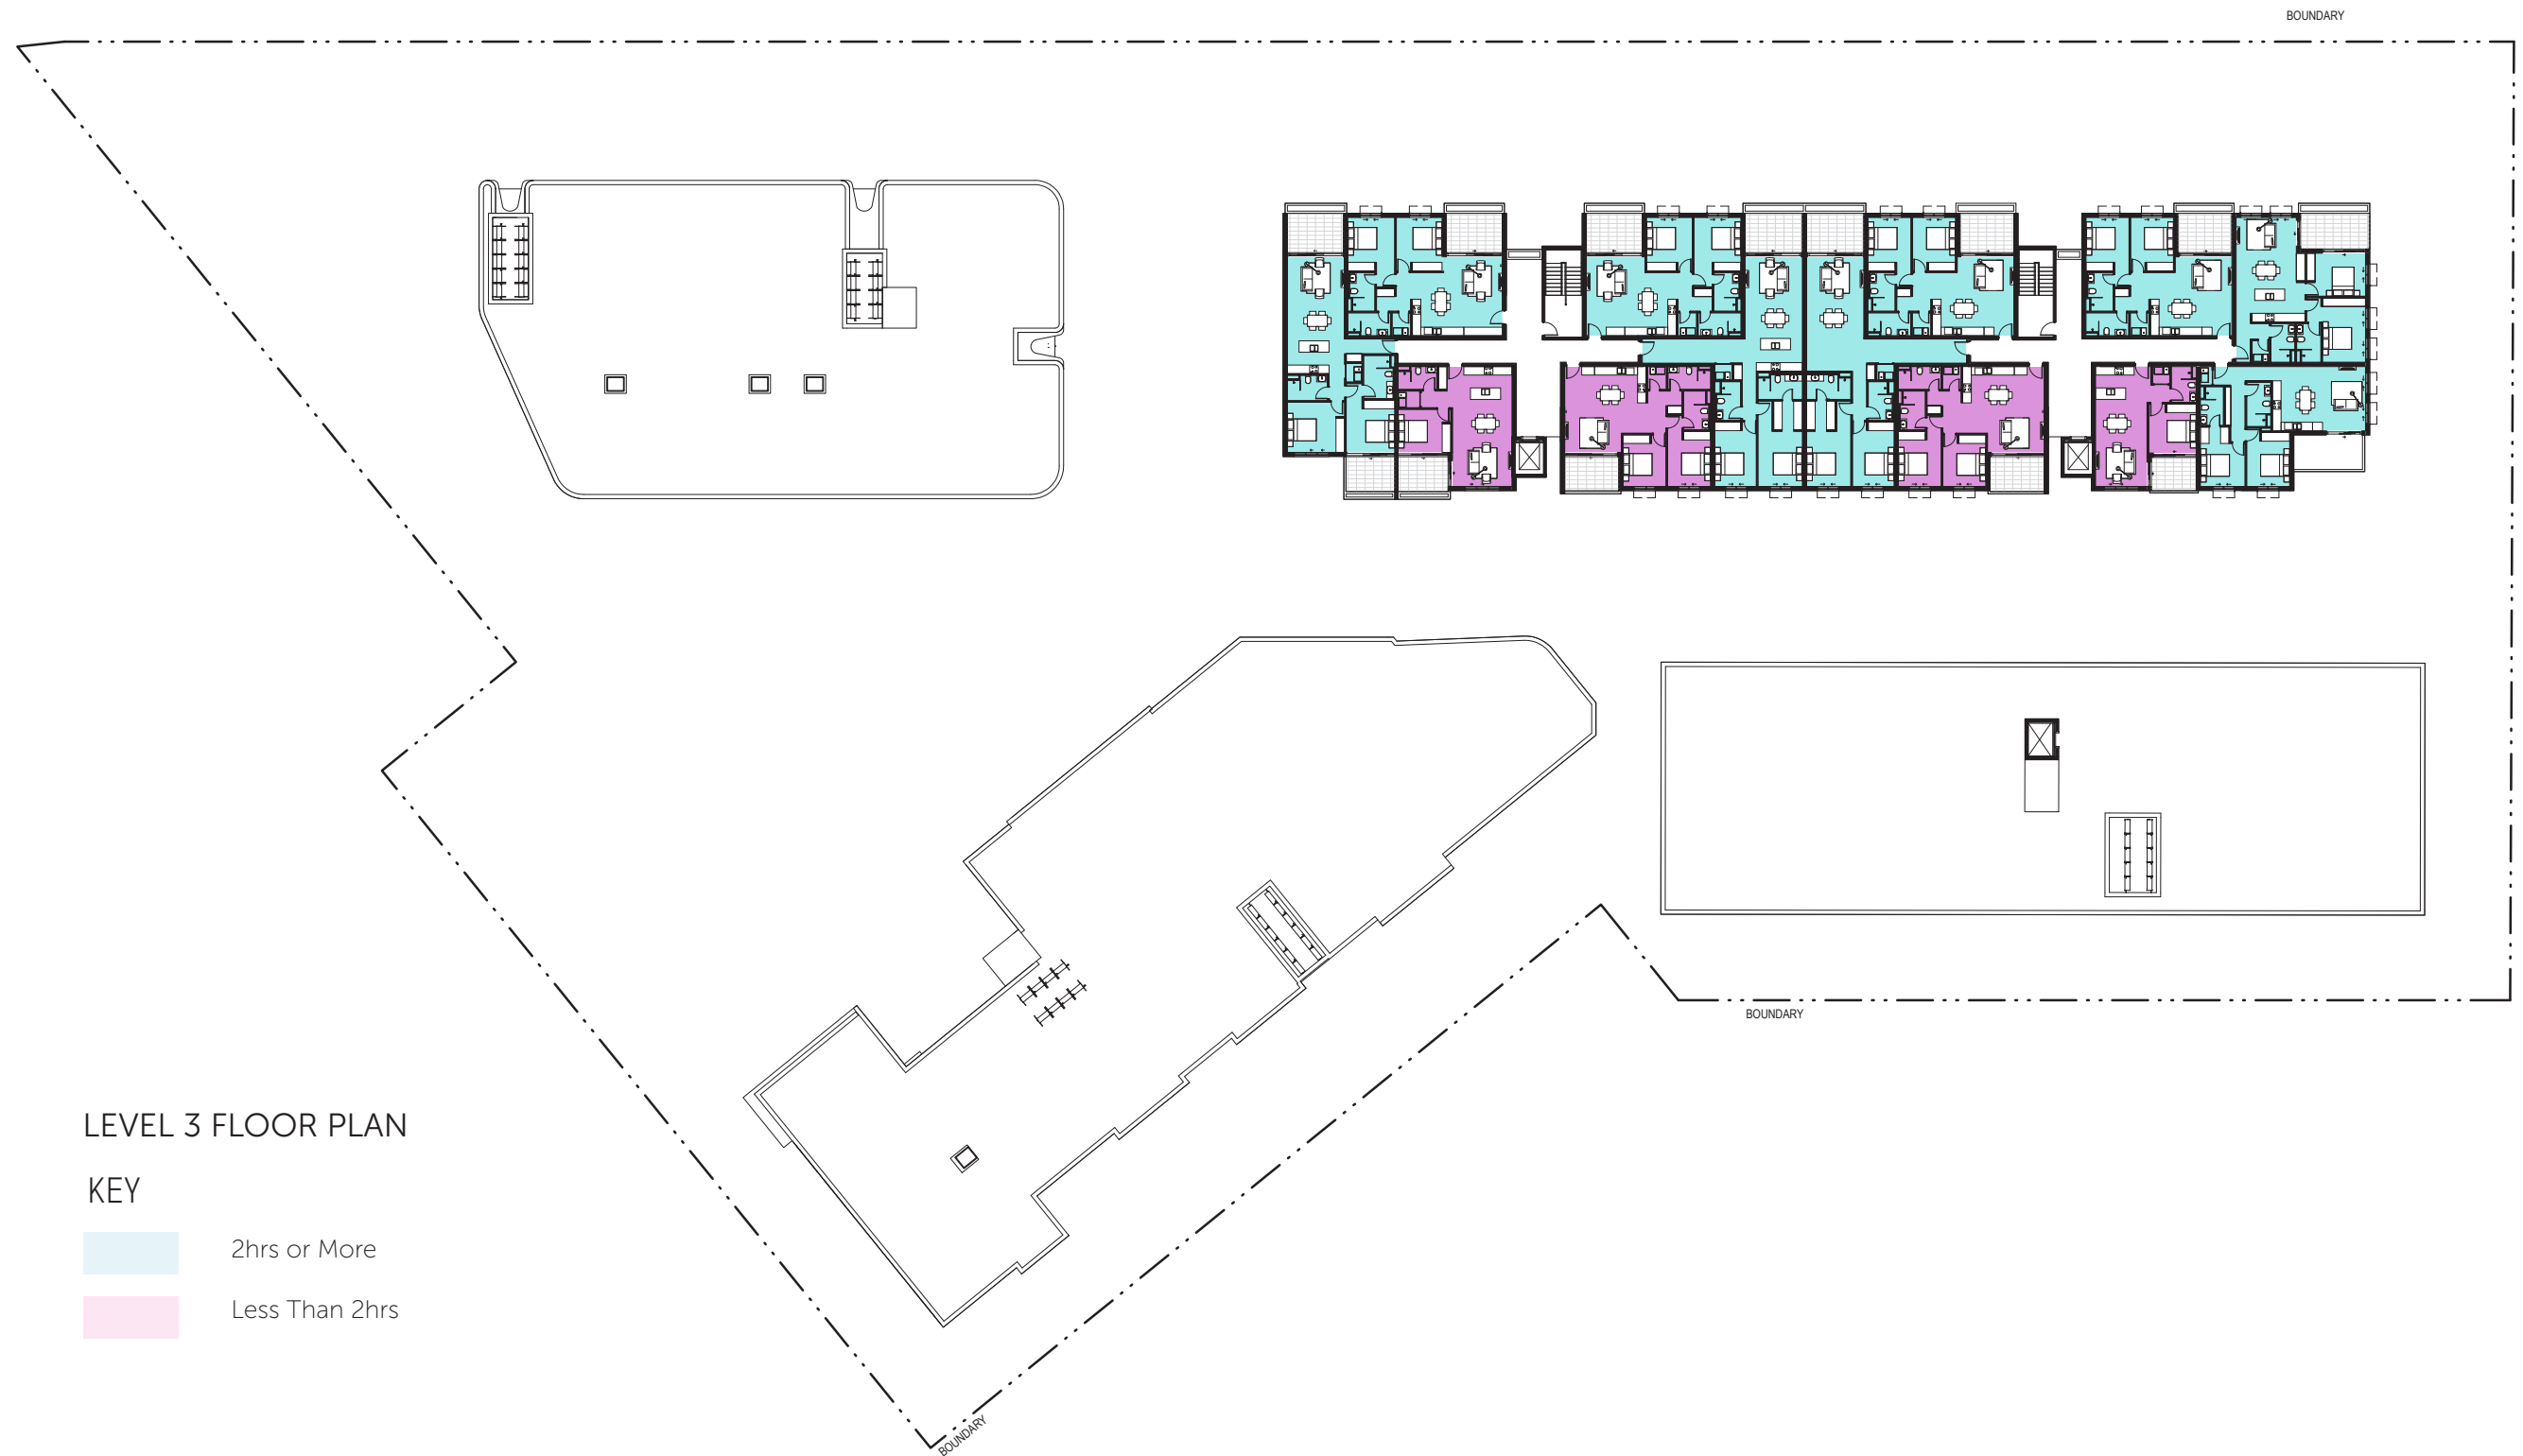 BOUNDARY
BOUNDARY
LEVEL 3 FLOOR PLAN
KEY
2hrs or More
Less Than 2hrs
BOUNDARY